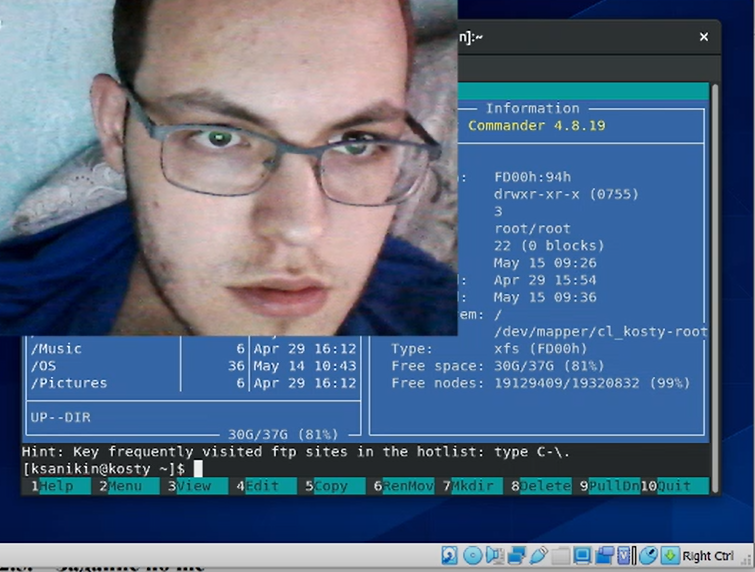 n]:~
Information
Commander 4.8.19
FD00h:94h
drwxr-xr-x (0755)
3
root/root
22 (0 blocks)
May 15 09:26
Apr 29 15:54
May 15 09:36
em: /
/dev/mapper/cl_kosty-root
Type: xfs (FD00h)
Free space: 30G/37G (81%)
Free nodes: 19129409/19320832 (99%)
/Music 6 Apr 29 16:12
/OS 36 May 14 10:43
/Pictures 6 Apr 29 16:12
UP--DIR
30G/37G (81%)
Hint: Key frequently visited ftp sites in the hotlist: type C-\.
[ksanikin@kosty ~]$
1Help 2Menu 3View 4Edit 5Copy 6RenMov 7Mkdir 8Delete 9PullDn 10Quit
Right Ctrl